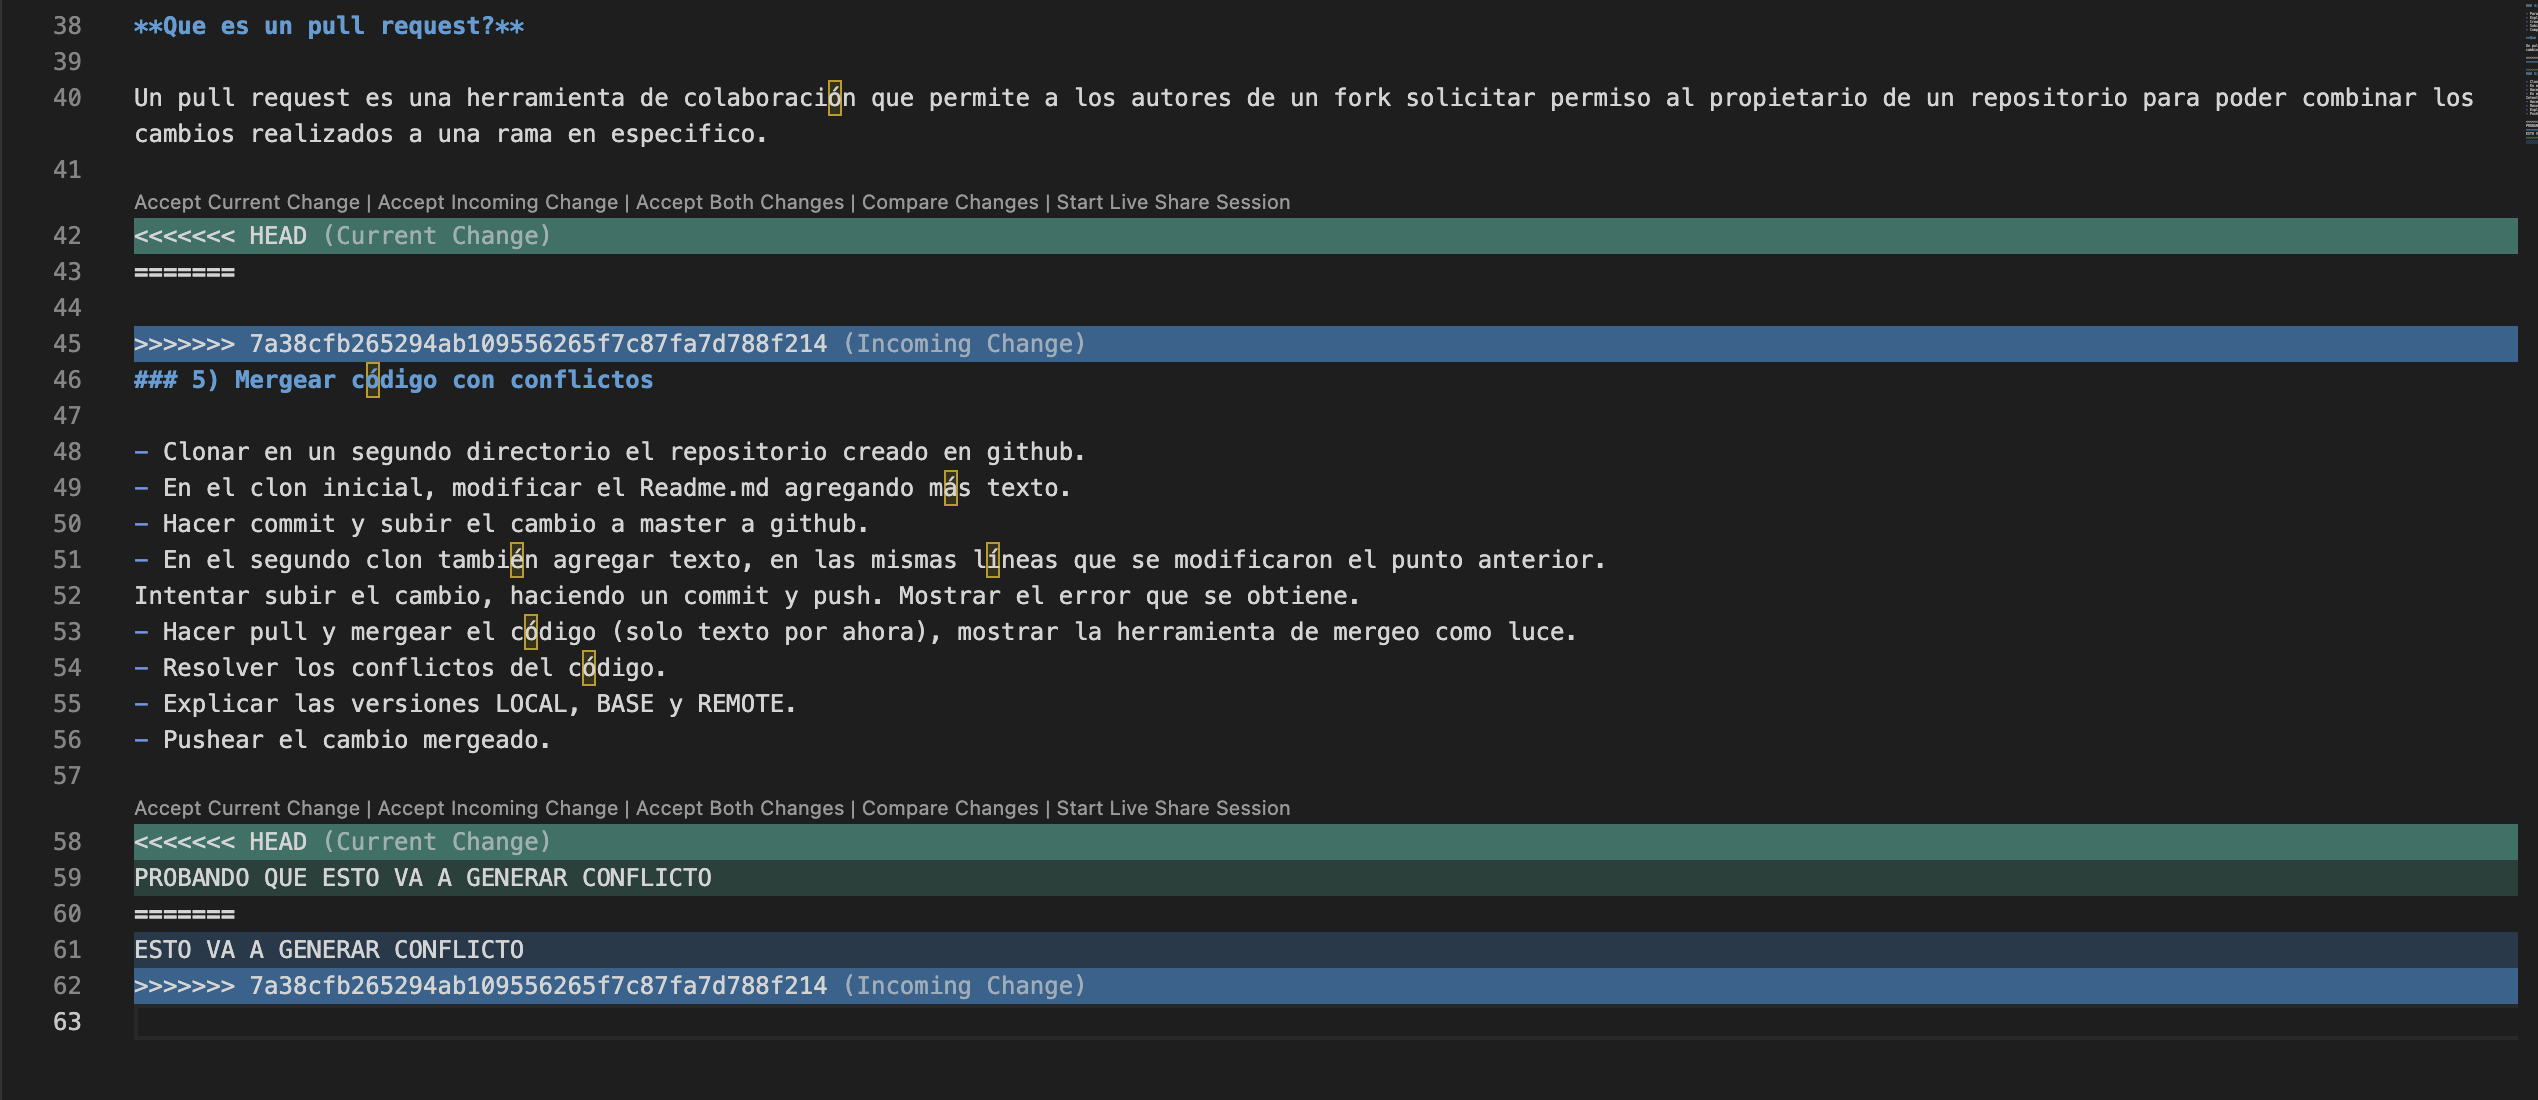 38 **Que es un pull request?**
39
40 Un pull request es una herramienta de colaboración que permite a los autores de un fork solicitar permiso al propietario de un repositorio para poder combinar los
cambios realizados a una rama en especifico.
41
Accept Current Change | Accept Incoming Change | Accept Both Changes | Compare Changes | Start Live Share Session
42 <<<<<<< HEAD (Current Change)
43 =======
44
45 >>>>>>> 7a38cfb265294ab109556265f7c87fa7d788f214 (Incoming Change)
46 ### 5) Mergear código con conflictos
47
48 - Clonar en un segundo directorio el repositorio creado en github.
49 - En el clon inicial, modificar el Readme.md agregando más texto.
50 - Hacer commit y subir el cambio a master a github.
51 - En el segundo clon también agregar texto, en las mismas líneas que se modificaron el punto anterior.
52 Intentar subir el cambio, haciendo un commit y push. Mostrar el error que se obtiene.
53 - Hacer pull y mergear el código (solo texto por ahora), mostrar la herramienta de mergeo como luce.
54 - Resolver los conflictos del código.
55 - Explicar las versiones LOCAL, BASE y REMOTE.
56 - Pushear el cambio mergeado.
57
Accept Current Change | Accept Incoming Change | Accept Both Changes | Compare Changes | Start Live Share Session
58 <<<<<<< HEAD (Current Change)
59 PROBANDO QUE ESTO VA A GENERAR CONFLICTO
60 =======
61 ESTO VA A GENERAR CONFLICTO
62 >>>>>>> 7a38cfb265294ab109556265f7c87fa7d788f214 (Incoming Change)
63